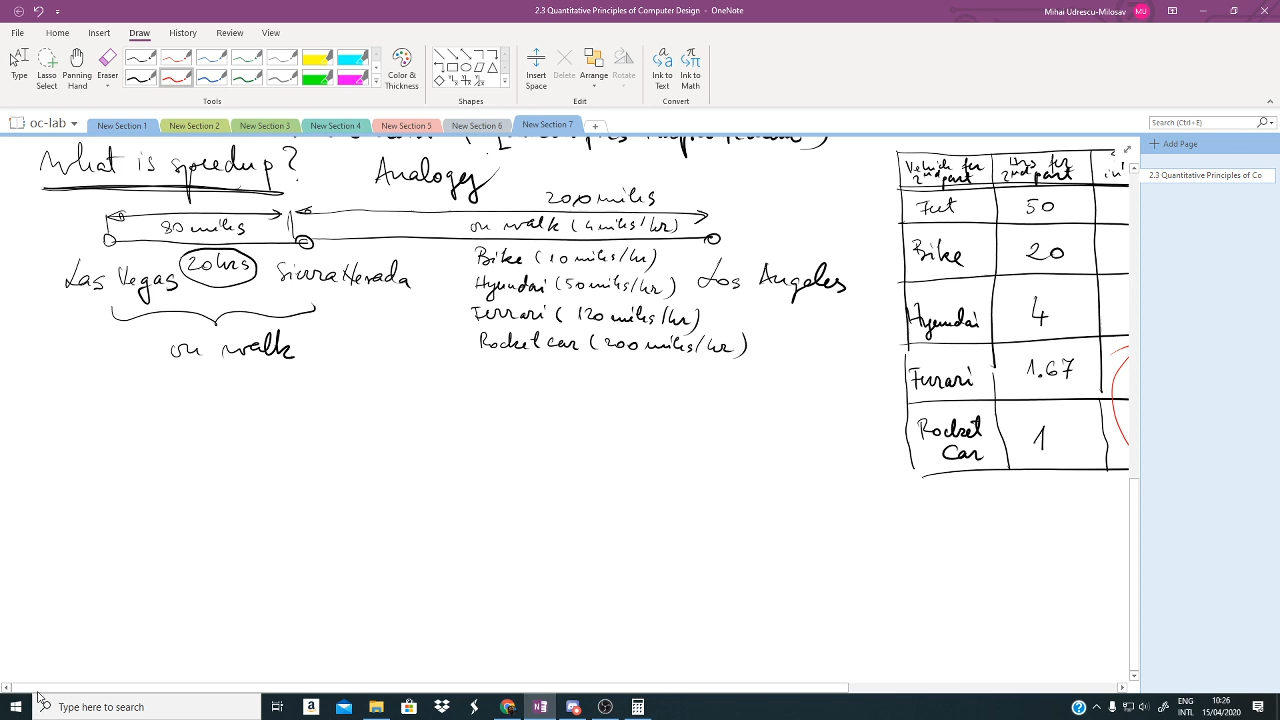 2.3 Quantitative Principles of Computer Design - OneNote
Mihai Udrescu-Milosav
MU
File Home Insert Draw History Review View
Type
Lasso Select
Panning Hand
Eraser
Color & Thickness
Insert Space
Delete
Arrange
Rotate
Ink to Text
Ink to Math
Tools
Shapes
Edit
Convert
oc-lab
New Section 1
New Section 2
New Section 3
New Section 4
New Section 5
New Section 6
New Section 7
Search (Ctrl+E)
Add Page
2.3 Quantitative Principles of Co
What is speedup?
Analogy
200 miles
80 miles
on walk (4 miles/hr)
Las Vegas
20 hrs
Sierra Nevada
Bike (10 miles/hr)
Hyundai (50 miles/hr)
Los Angeles
Ferrari (120 miles/hr)
Rocket car (200 miles/hr)
on walk
Vehicle for 2nd part
Hrs for 2nd part
Feet 50
Bike 20
Hyundai 4
Ferrari 1.67
Rocket Car 1
Type here to search
ENG
INTL
10:26
15/04/2020